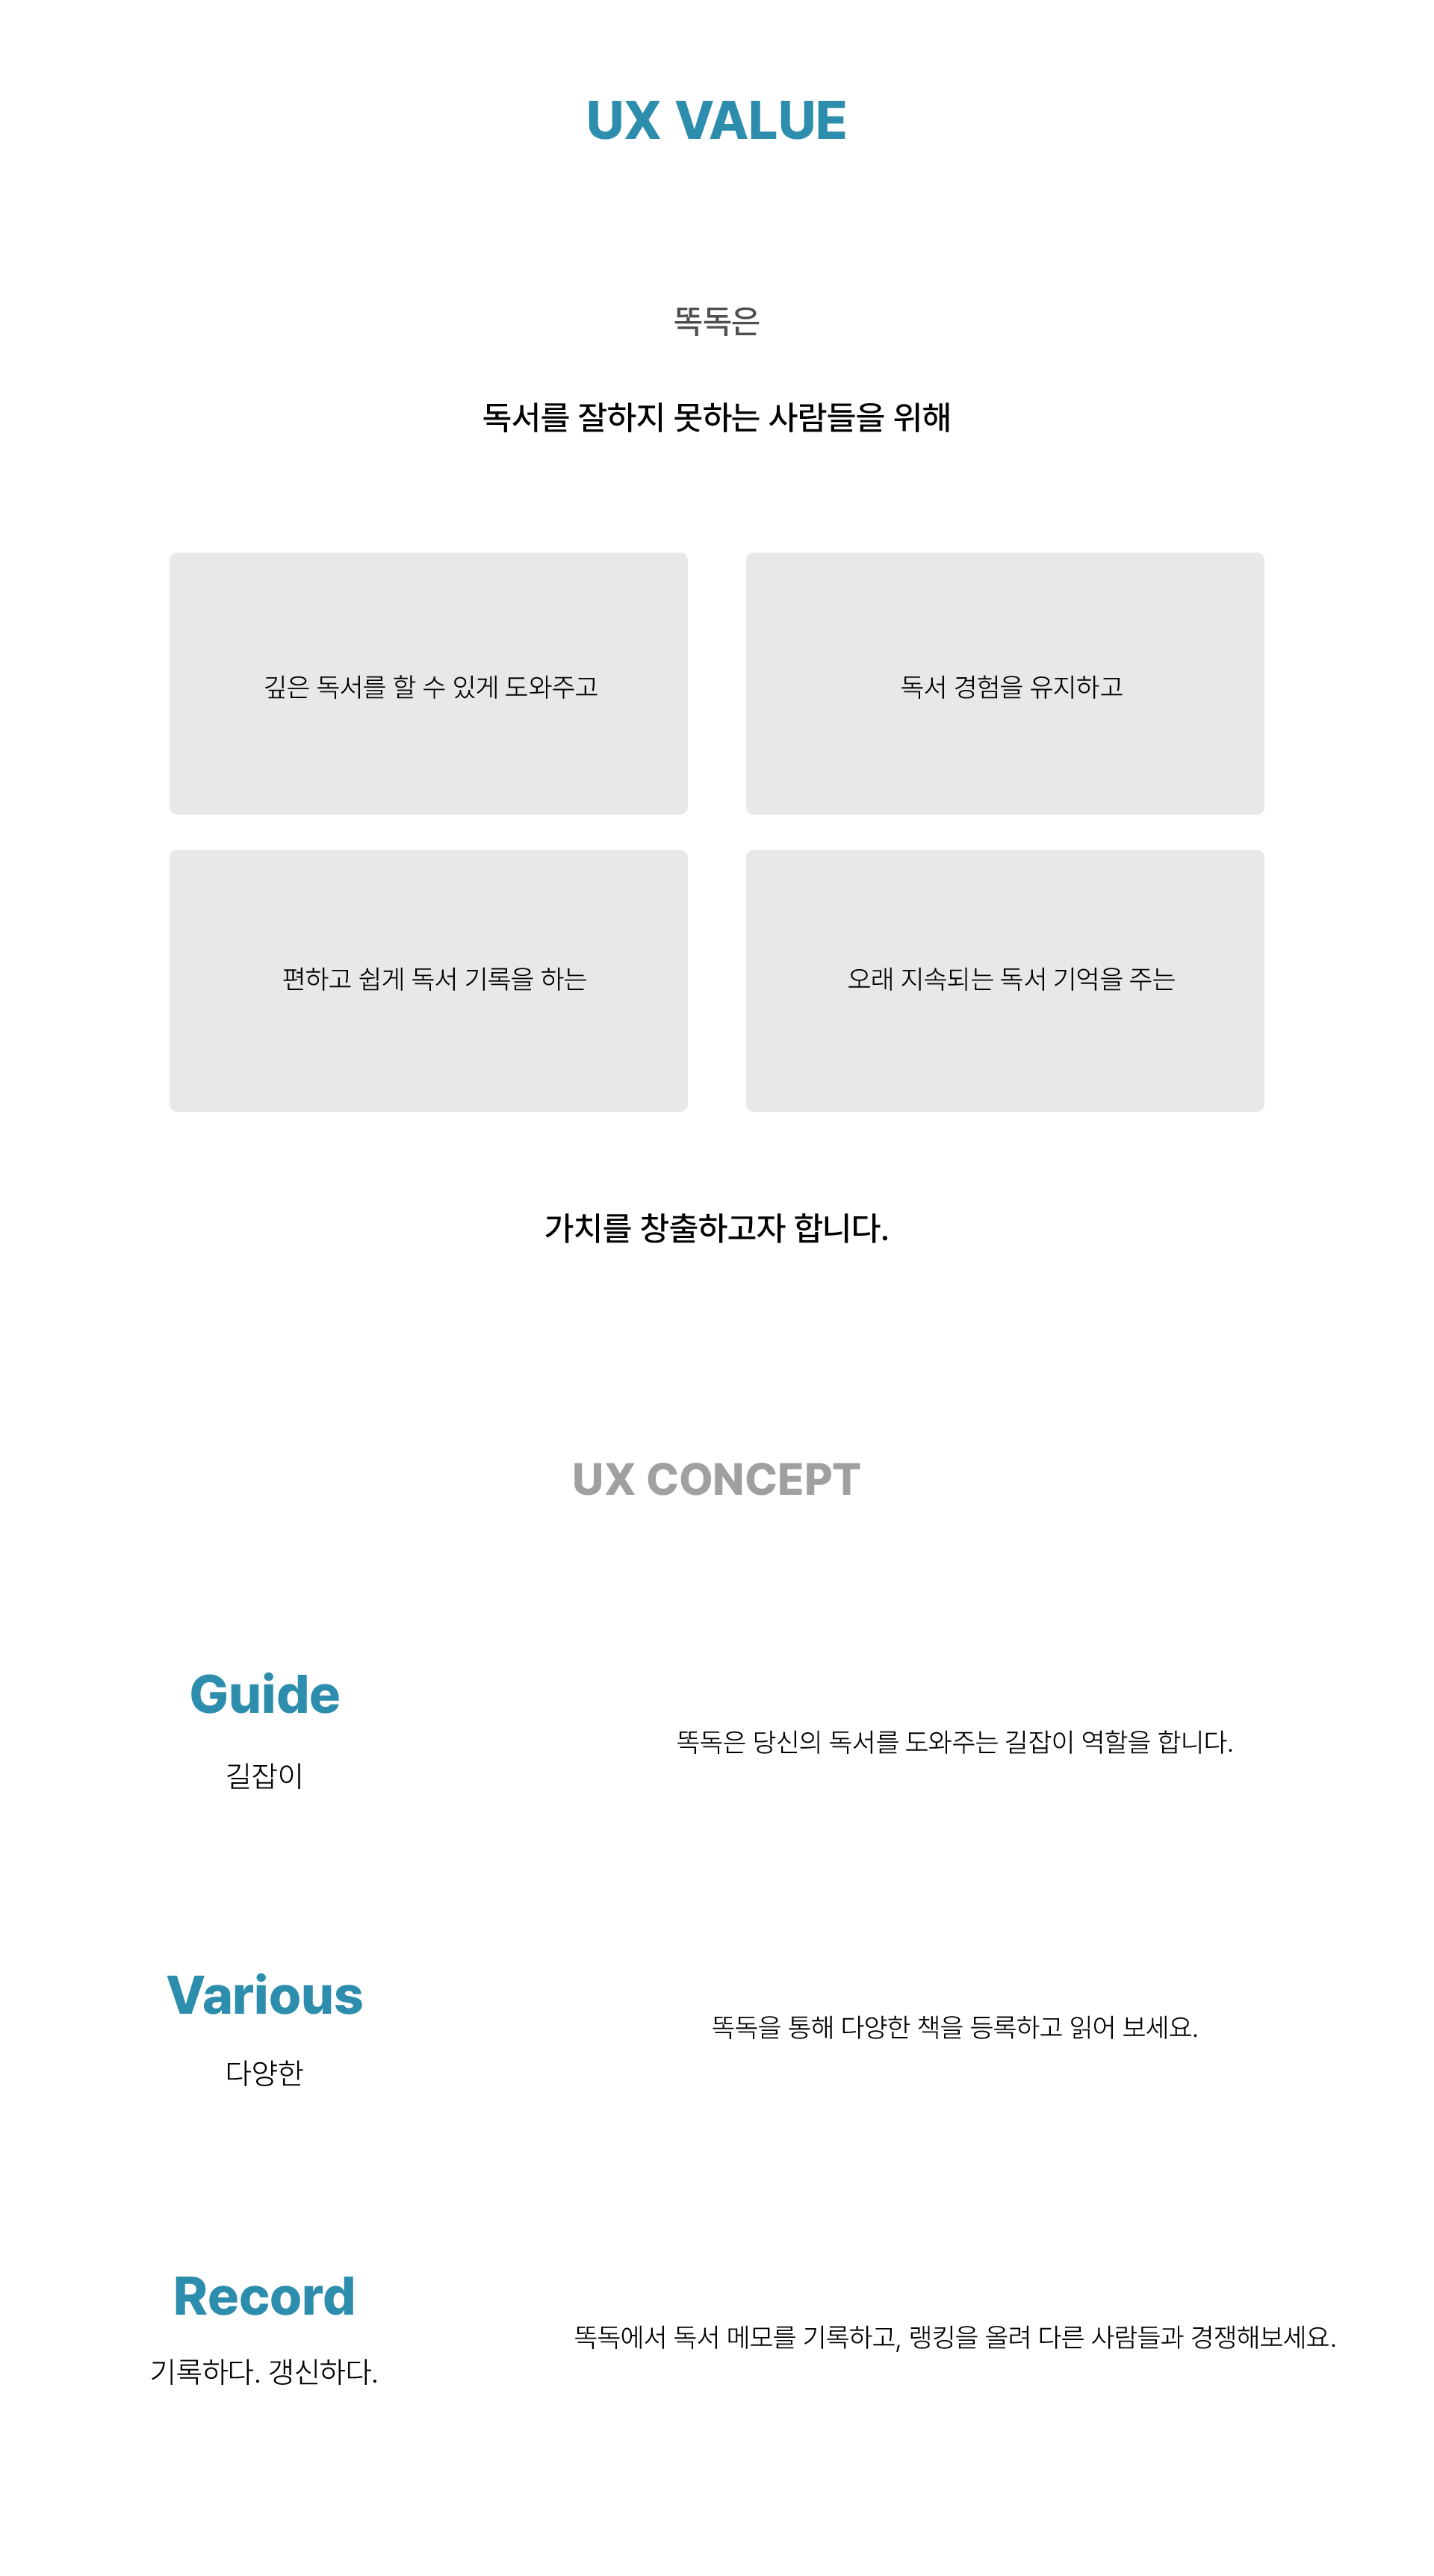 UX VALUE
똑독은
독서를 잘하지 못하는 사람들을 위해
깊은 독서를 할 수 있게 도와주고
독서 경험을 유지하고
편하고 쉽게 독서 기록을 하는
오래 지속되는 독서 기억을 주는
가치를 창출하고자 합니다.
UX CONCEPT
Guide
길잡이
똑독은 당신의 독서를 도와주는 길잡이 역할을 합니다.
Various
다양한
똑독을 통해 다양한 책을 등록하고 읽어 보세요.
Record
기록하다. 갱신하다.
똑독에서 독서 메모를 기록하고, 랭킹을 올려 다른 사람들과 경쟁해보세요.